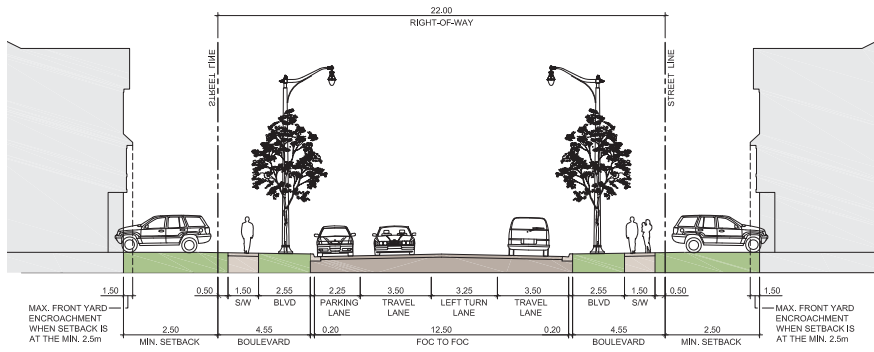 22.00
RIGHT-OF-WAY
STREET LINE
STREET LINE
1.50
0.50
1.50
2.55
2.25
3.50
3.25
3.50
2.55
1.50
0.50
1.50
S/W
BLVD
PARKING
LANE
TRAVEL
LANE
LEFT TURN
LANE
TRAVEL
LANE
BLVD
S/W
MAX. FRONT YARD
ENCROACHMENT
WHEN SETBACK IS
AT THE MIN. 2.5m
2.50
MIN. SETBACK
4.55
BOULEVARD
0.20
12.50
FOC TO FOC
0.20
4.55
BOULEVARD
2.50
MIN. SETBACK
MAX. FRONT YARD
ENCROACHMENT
WHEN SETBACK IS
AT THE MIN. 2.5m